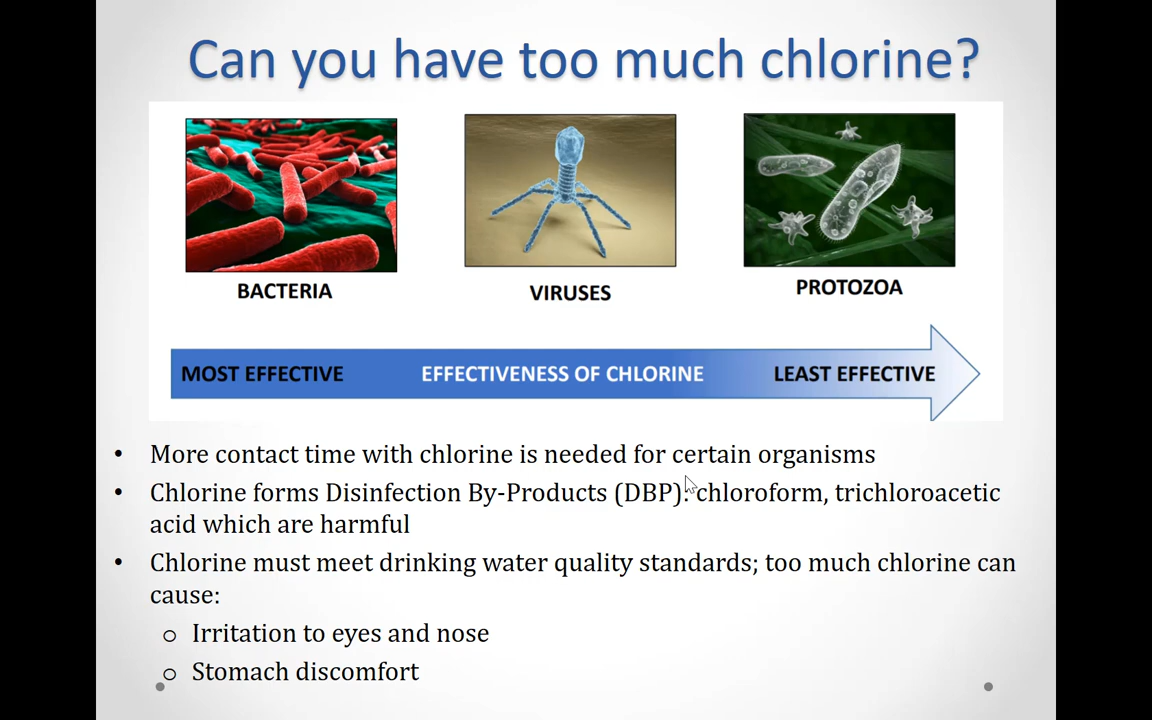 Can you have too much chlorine?
BACTERIA
VIRUSES
PROTOZOA
MOST EFFECTIVE
EFFECTIVENESS OF CHLORINE
LEAST EFFECTIVE
• More contact time with chlorine is needed for certain organisms
• Chlorine forms Disinfection By-Products (DBP): chloroform, trichloroacetic
acid which are harmful
• Chlorine must meet drinking water quality standards; too much chlorine can
cause:
o Irritation to eyes and nose
o Stomach discomfort